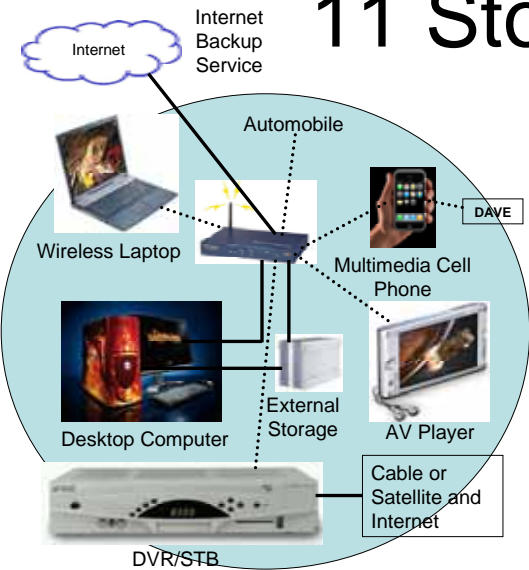 11 Sto
Internet
Backup
Service
Internet
Automobile
DAVE
Wireless Laptop
Multimedia Cell
Phone
External
Storage
Desktop Computer
AV Player
Cable or
Satellite and
Internet
DVR/STB